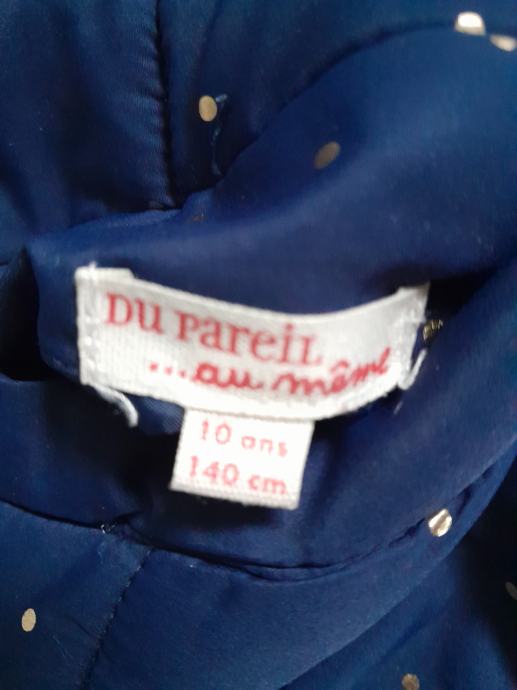 DU PAREIL
...au même
10 ans
140 cm